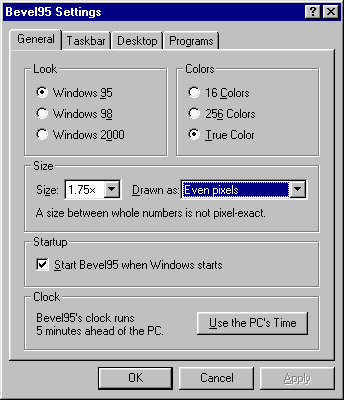 Bevel95 Settings
General
Taskbar
Desktop
Programs
Look
Windows 95
Windows 98
Windows 2000
Colors
16 Colors
256 Colors
True Color
Size
Size:
1.75×
Drawn as:
Even pixels
A size between whole numbers is not pixel-exact.
Startup
Start Bevel95 when Windows starts
Clock
Bevel95's clock runs
5 minutes ahead of the PC.
Use the PC's Time
OK
Cancel
Apply